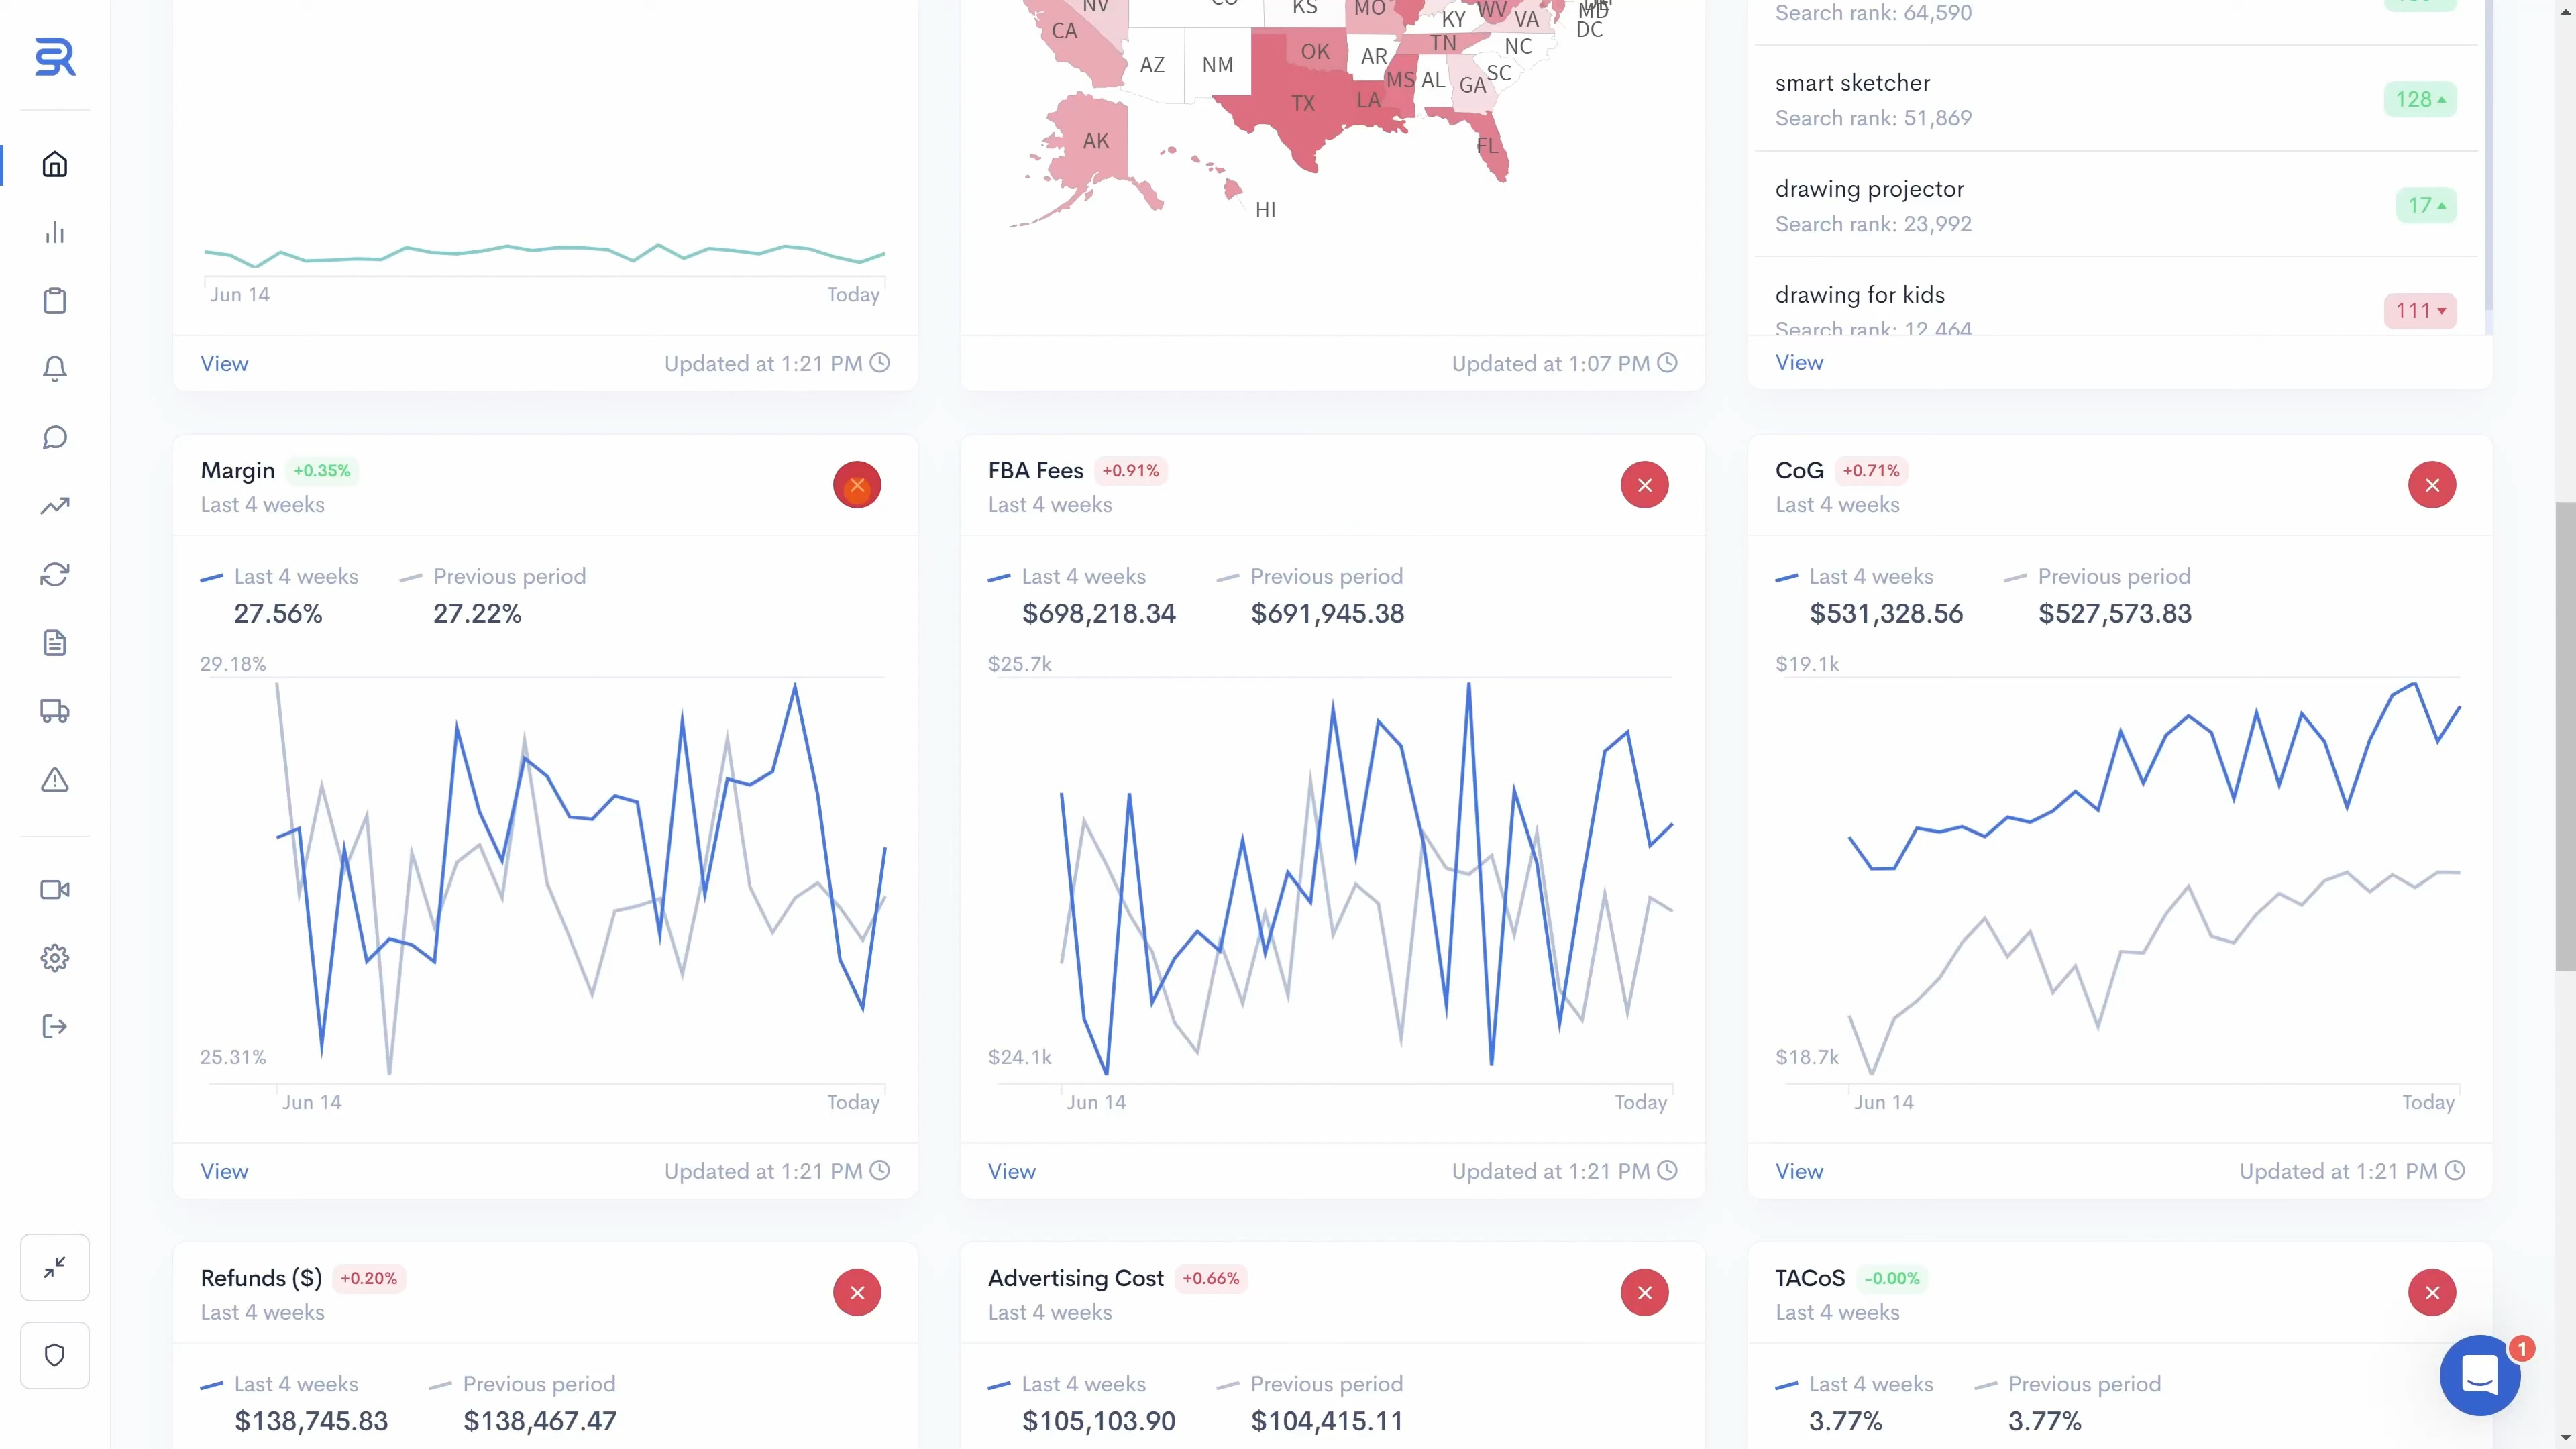 NV
CO
KS
MO
KY
WV
VA
MD
DC
CA
AZ
NM
OK
AR
TN
NC
SC
MS
AL
GA
TX
LA
AK
FL
HI
Jun 14
Today
View
Updated at 1:21 PM
Updated at 1:07 PM
Search rank: 64,590
smart sketcher
Search rank: 51,869
128
drawing projector
Search rank: 23,992
17
drawing for kids
Search rank: 12,464
111
View
Margin +0.35%
Last 4 weeks
Last 4 weeks Previous period
27.56% 27.22%
29.18%
25.31%
Jun 14 Today
View Updated at 1:21 PM
FBA Fees +0.91%
Last 4 weeks
Last 4 weeks Previous period
$698,218.34 $691,945.38
$25.7k
$24.1k
Jun 14 Today
View Updated at 1:21 PM
CoG +0.71%
Last 4 weeks
Last 4 weeks Previous period
$531,328.56 $527,573.83
$19.1k
$18.7k
Jun 14 Today
View Updated at 1:21 PM
Refunds ($) +0.20%
Last 4 weeks
Last 4 weeks Previous period
$138,745.83 $138,467.47
Advertising Cost +0.66%
Last 4 weeks
Last 4 weeks Previous period
$105,103.90 $104,415.11
TACoS -0.00%
Last 4 weeks
Last 4 weeks Previous period
3.77% 3.77%
1